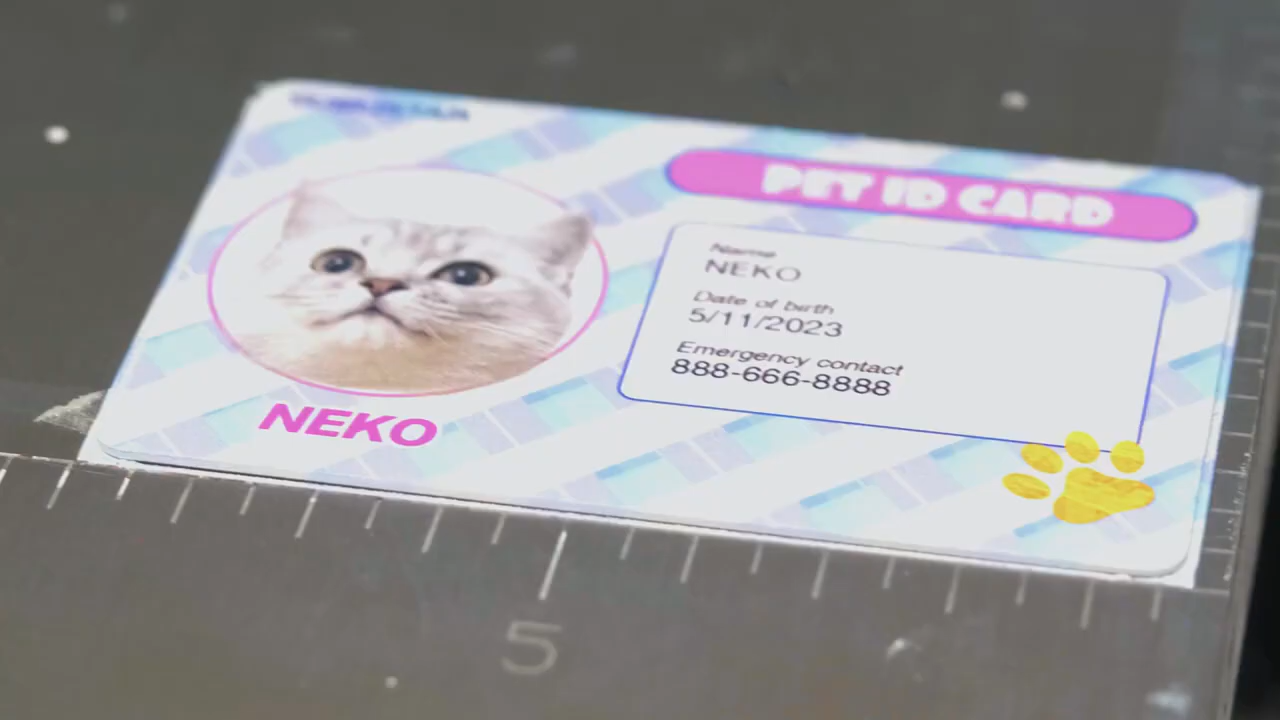 PET ID CARD
Name
NEKO
Date of birth
5/11/2023
Emergency contact
888-666-8888
NEKO
5